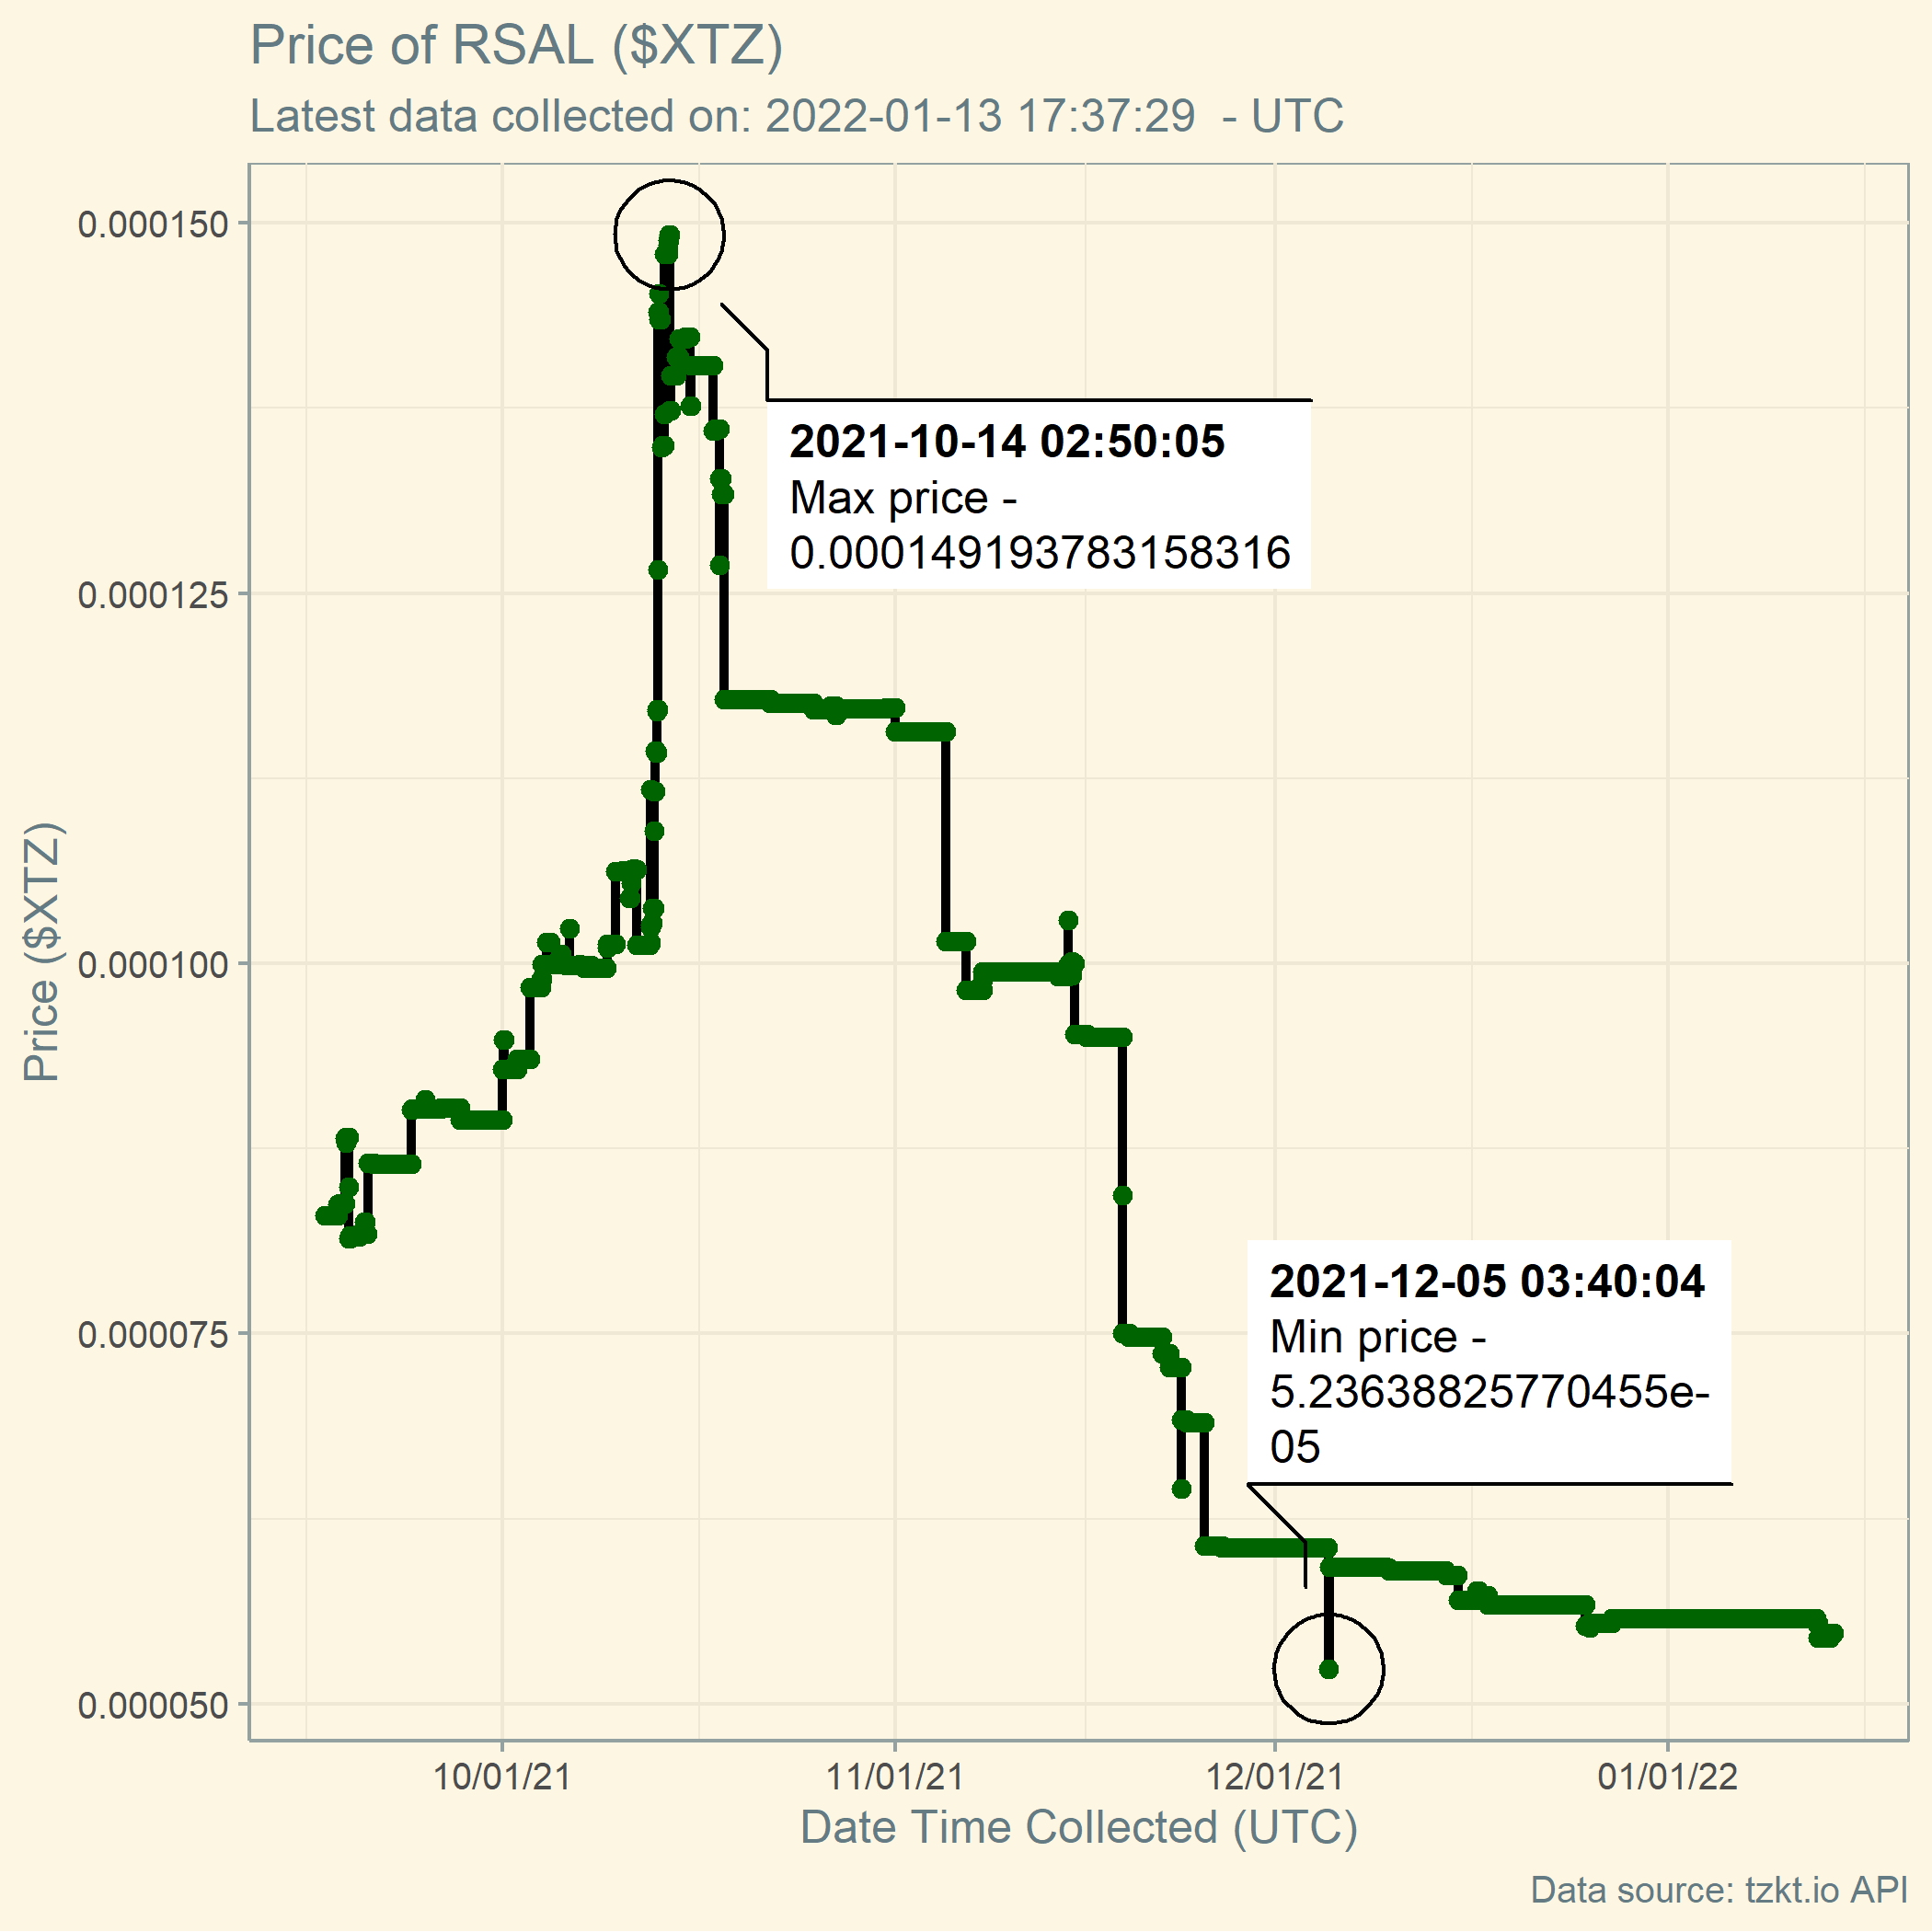 Price of RSAL ($XTZ)
Latest data collected on: 2022-01-13 17:37:29  - UTC
0.000150
0.000125
0.000100
0.000075
0.000050
Price ($XTZ)
2021-10-14 02:50:05
Max price -
0.000149193783158316
2021-12-05 03:40:04
Min price -
5.23638825770455e-
05
10/01/21
11/01/21
12/01/21
01/01/22
Date Time Collected (UTC)
Data source: tzkt.io API